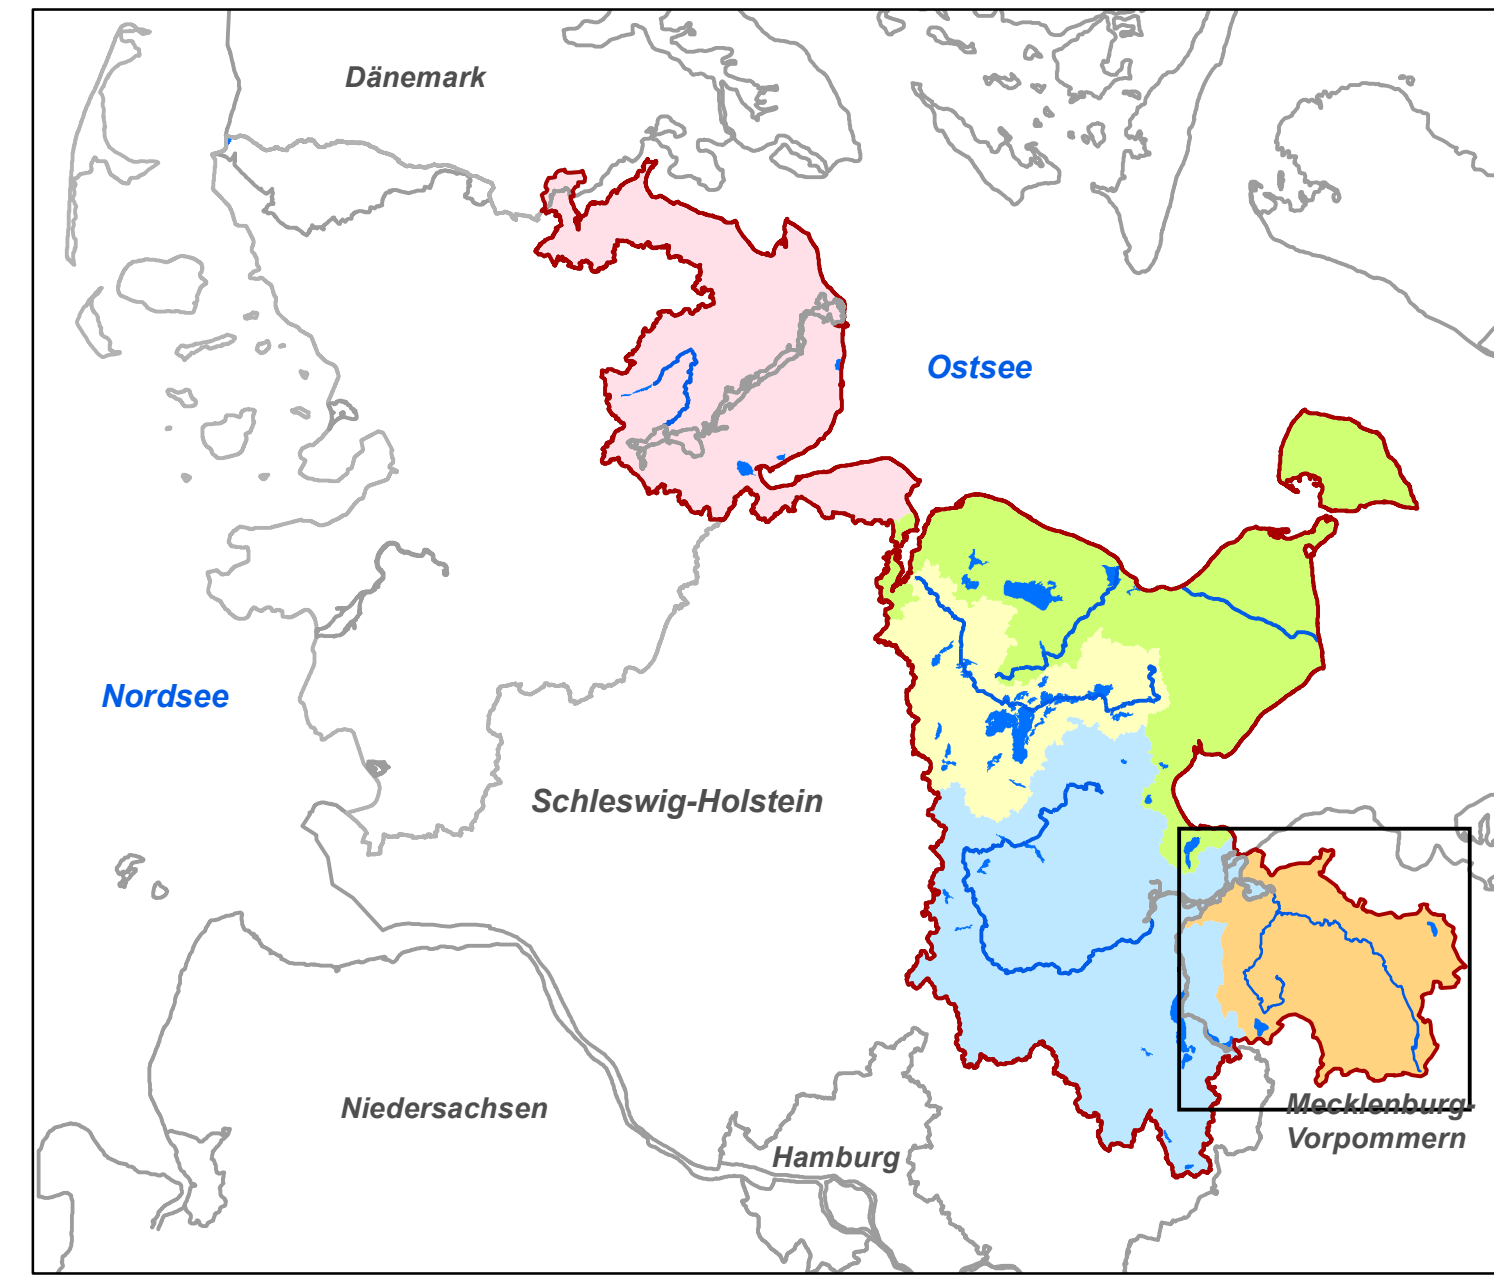 Dänemark
Ostsee
Nordsee
Schleswig-Holstein
Niedersachsen
Mecklenburg-
Vorpommern
Hamburg